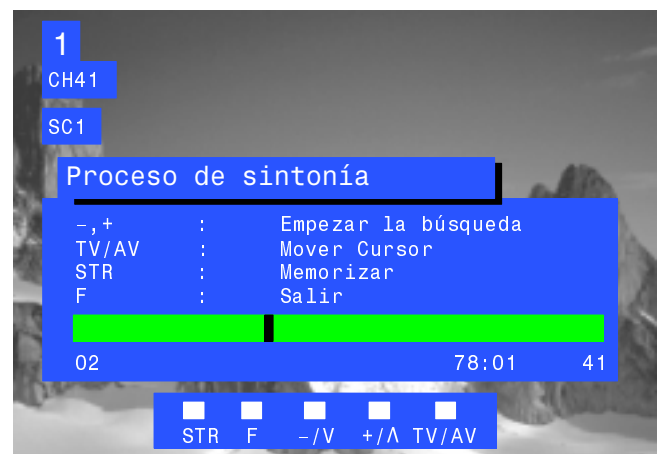 1
CH41
SC1
Proceso de sintonía
-,+ : Empezar la búsqueda
TV/AV : Mover Cursor
STR : Memorizar
F : Salir
02 78:01 41
STR F -/V +/Λ TV/AV